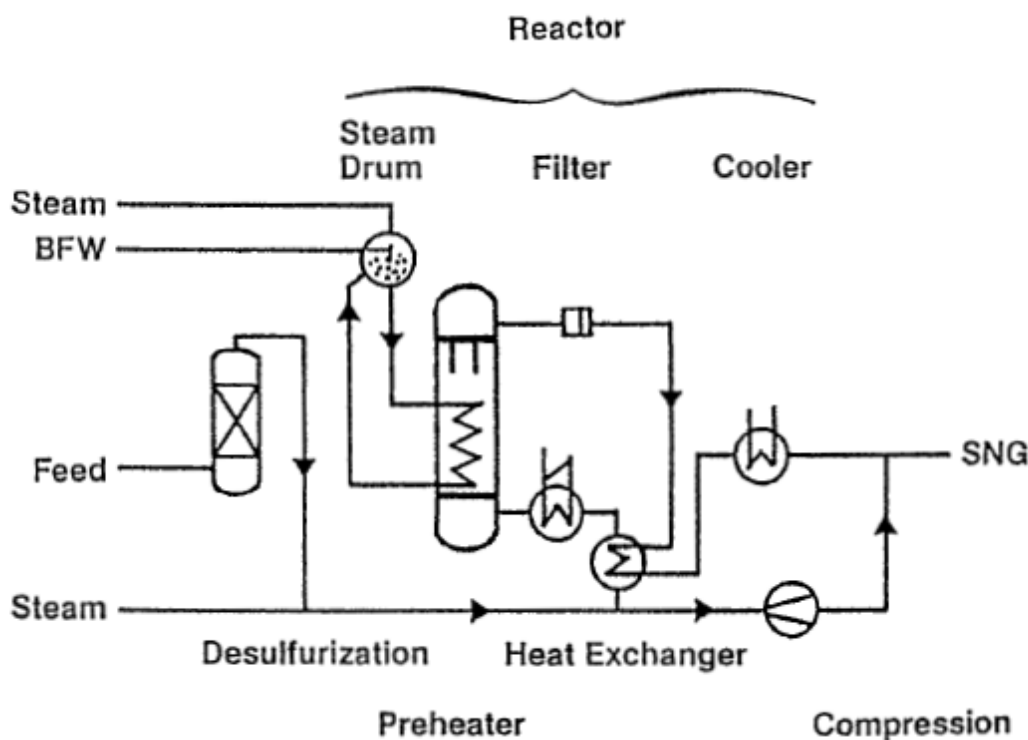 Reactor
Steam
Drum
Filter
Cooler
Steam
BFW
Feed
SNG
Steam
Desulfurization
Heat Exchanger
Preheater
Compression